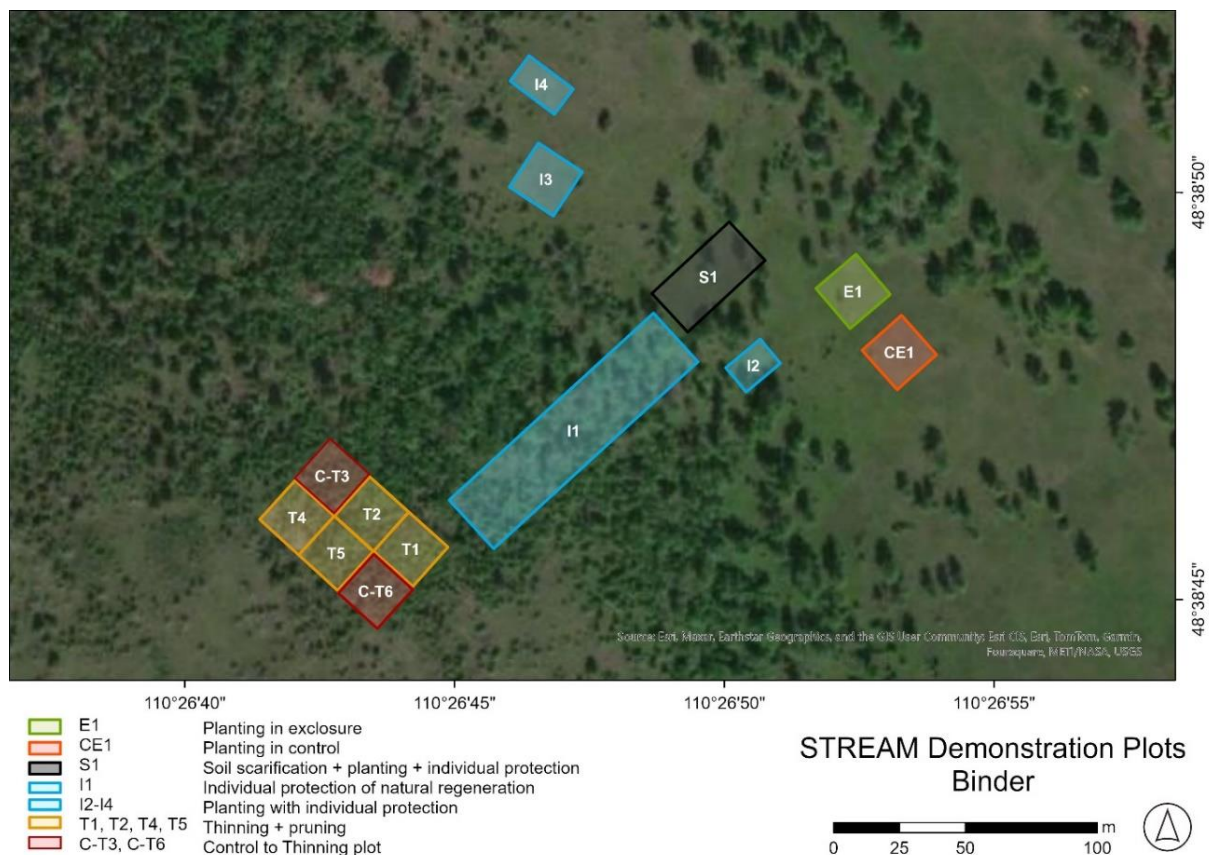 I4
I3
48°38'50"
S1
E1
CE1
I2
I1
C-T3
T4
T2
T5
T1
C-T6
48°38'45"
Source: Esri, Maxar, Earthstar Geographics, and the GIS User Community; Esri CIS, Esri, TomTom, Garmin,
Foursquare, METI/NASA, USGS
110°26'40"
110°26'45"
110°26'50"
110°26'55"
E1 Planting in exclosure
CE1 Planting in control
S1 Soil scarification + planting + individual protection
I1 Individual protection of natural regeneration
I2-I4 Planting with individual protection
T1, T2, T4, T5 Thinning + pruning
C-T3, C-T6 Control to Thinning plot
STREAM Demonstration Plots
Binder
m
0 25 50 100